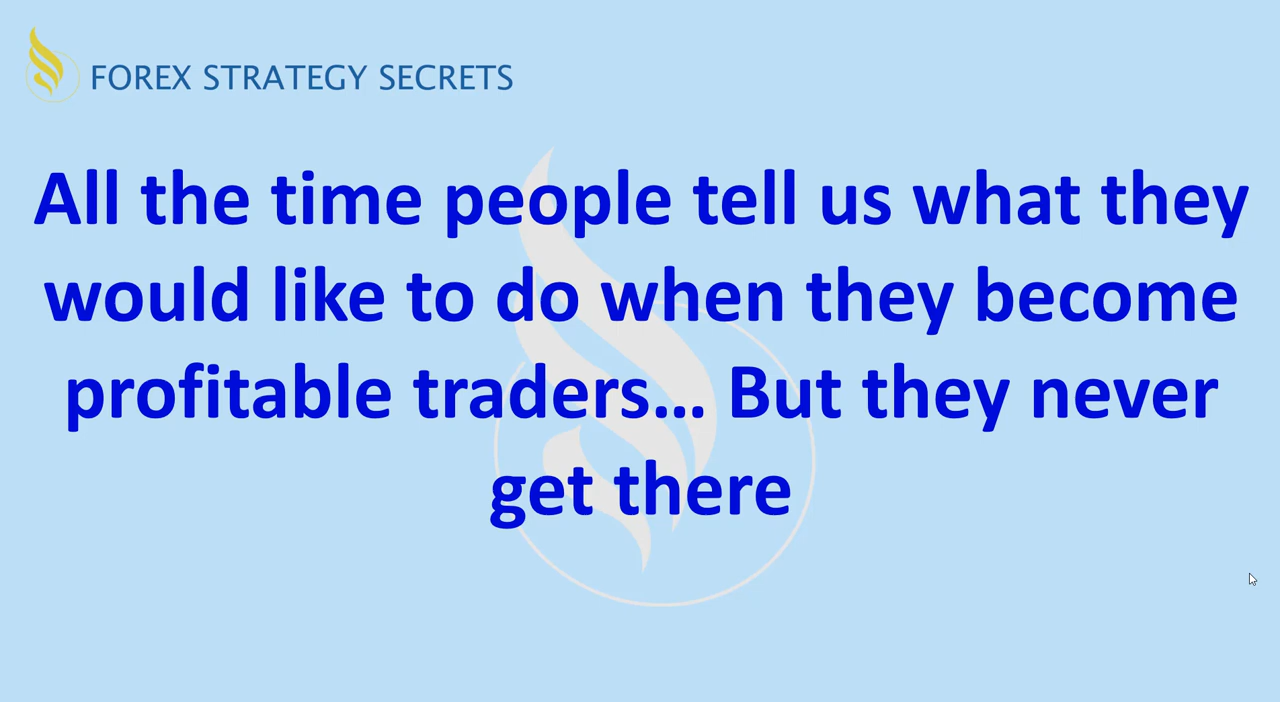 FOREX STRATEGY SECRETS
All the time people tell us what they
would like to do when they become
profitable traders... But they never
get there